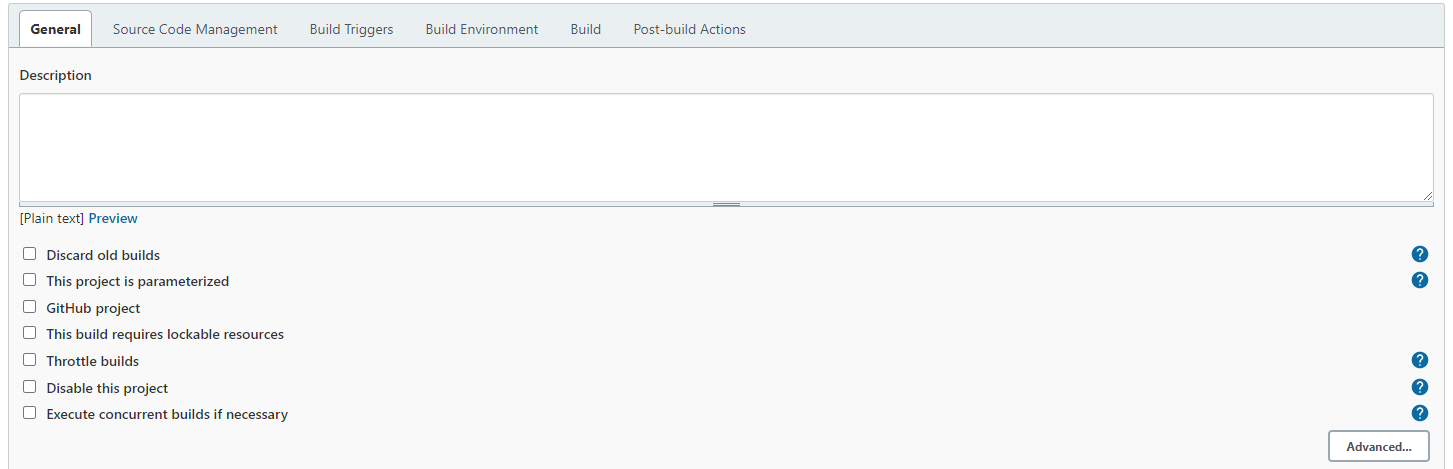 General Source Code Management Build Triggers Build Environment Build Post-build Actions
Description
[Plain text] Preview
Discard old builds ?
This project is parameterized ?
GitHub project
This build requires lockable resources
Throttle builds ?
Disable this project ?
Execute concurrent builds if necessary ?
Advanced...